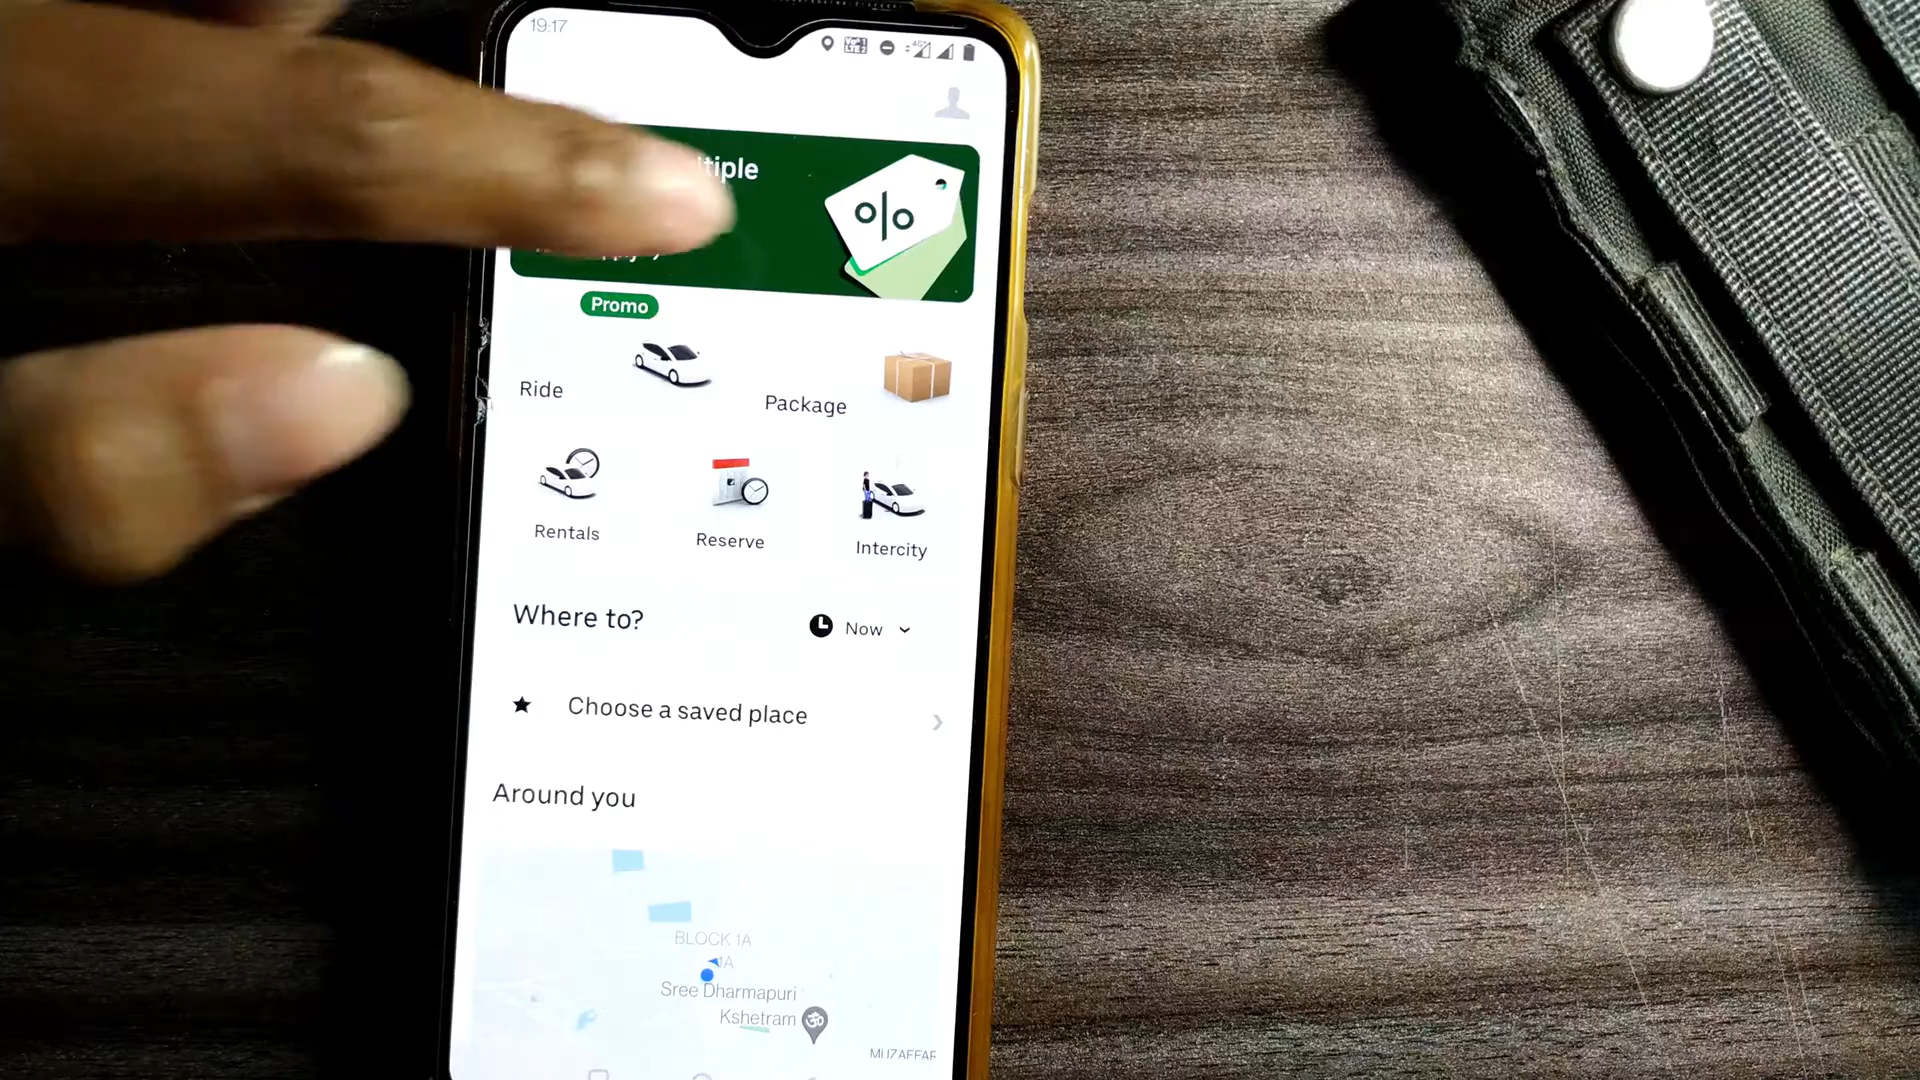 19:17
%
Promo
Ride
Package
Rentals
Reserve
Intercity
Where to?
Now
Choose a saved place
Around you
BLOCK 1A
1A
Sree Dharmapuri
Kshetram